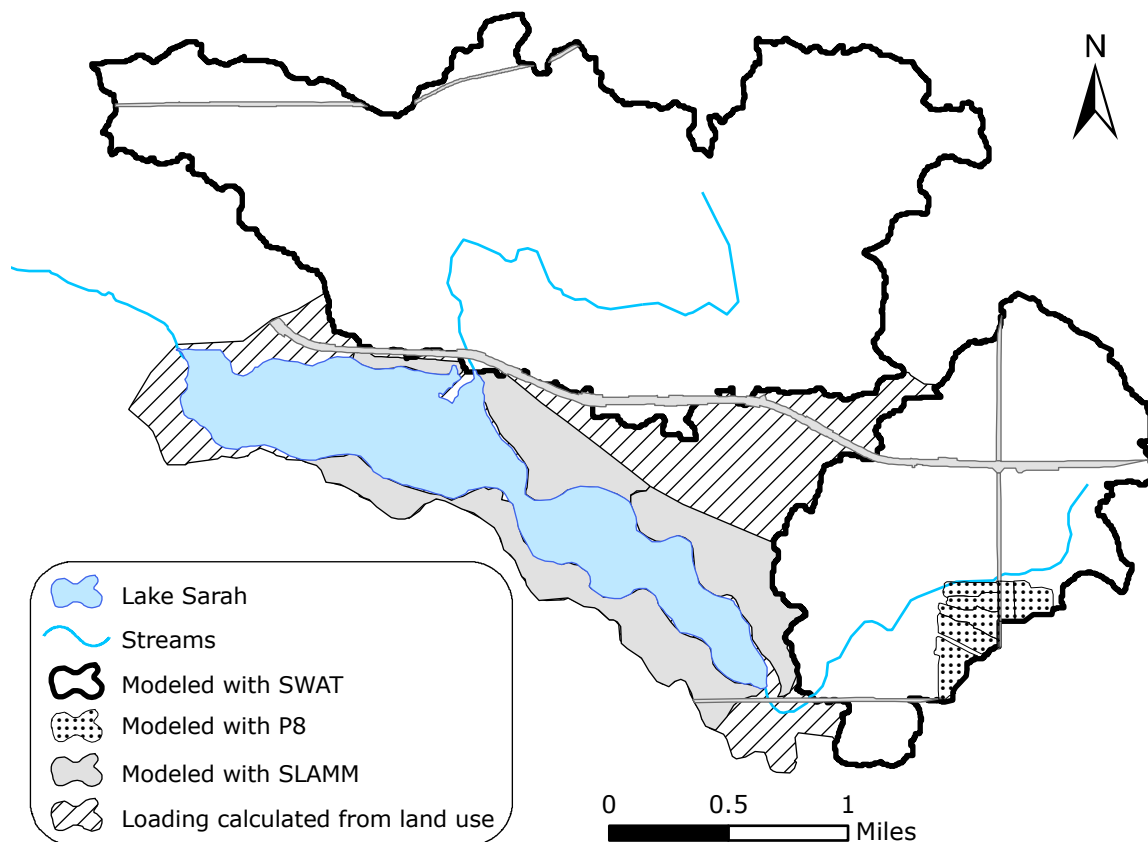 N
Lake Sarah
Streams
Modeled with SWAT
Modeled with P8
Modeled with SLAMM
Loading calculated from land use
0 0.5 1
Miles